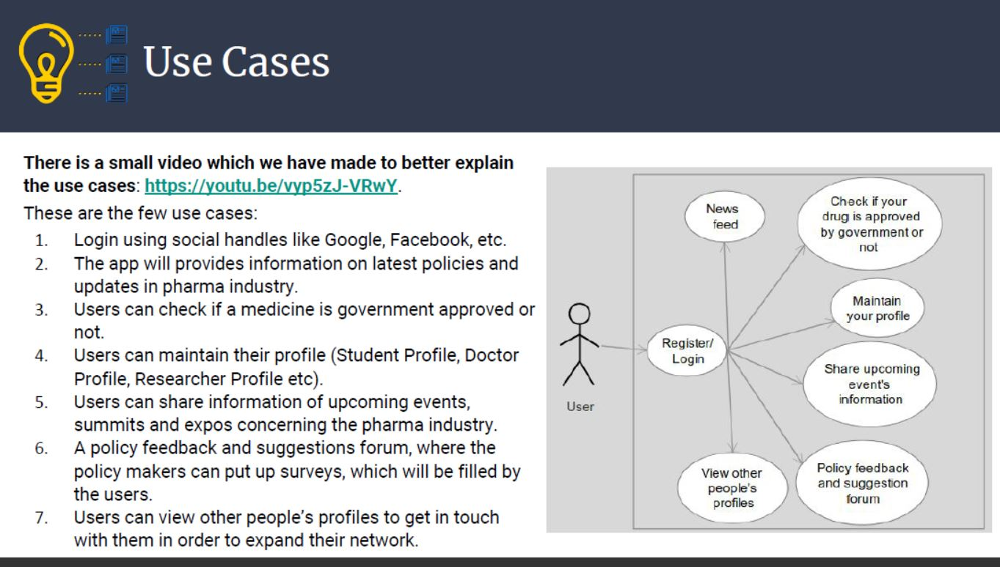 Use Cases
There is a small video which we have made to better explain
the use cases: https://youtu.be/vyp5zJ-VRwY.
These are the few use cases:
1. Login using social handles like Google, Facebook, etc.
2. The app will provides information on latest policies and
updates in pharma industry.
3. Users can check if a medicine is government approved or
not.
4. Users can maintain their profile (Student Profile, Doctor
Profile, Researcher Profile etc).
5. Users can share information of upcoming events,
summits and expos concerning the pharma industry.
6. A policy feedback and suggestions forum, where the
policy makers can put up surveys, which will be filled by
the users.
7. Users can view other people's profiles to get in touch
with them in order to expand their network.
User
Register/
Login
News
feed
Check if your
drug is approved
by government or
not
Maintain
your profile
Share upcoming
event's
information
Policy feedback
and suggestion
forum
View other
people's
profiles